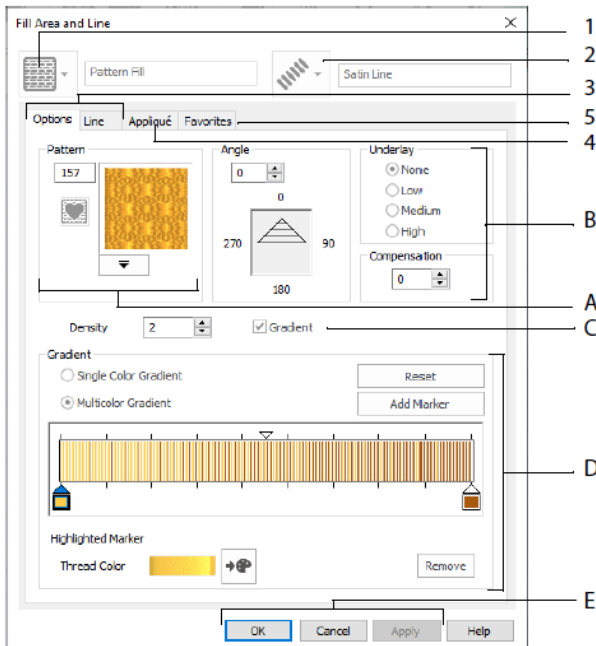 Fill Area and Line
1
Pattern Fill
Satin Line
2
3
Options Line Appliqué Favorites
5
4
Pattern
157
Angle
0
0
270
90
180
Underlay
None
Low
Medium
High
B
Compensation
0
A
Density 2 Gradient
C
Gradient
Single Color Gradient
Reset
Multicolor Gradient
Add Marker
D
Highlighted Marker
Thread Color
Remove
E
OK Cancel Apply Help